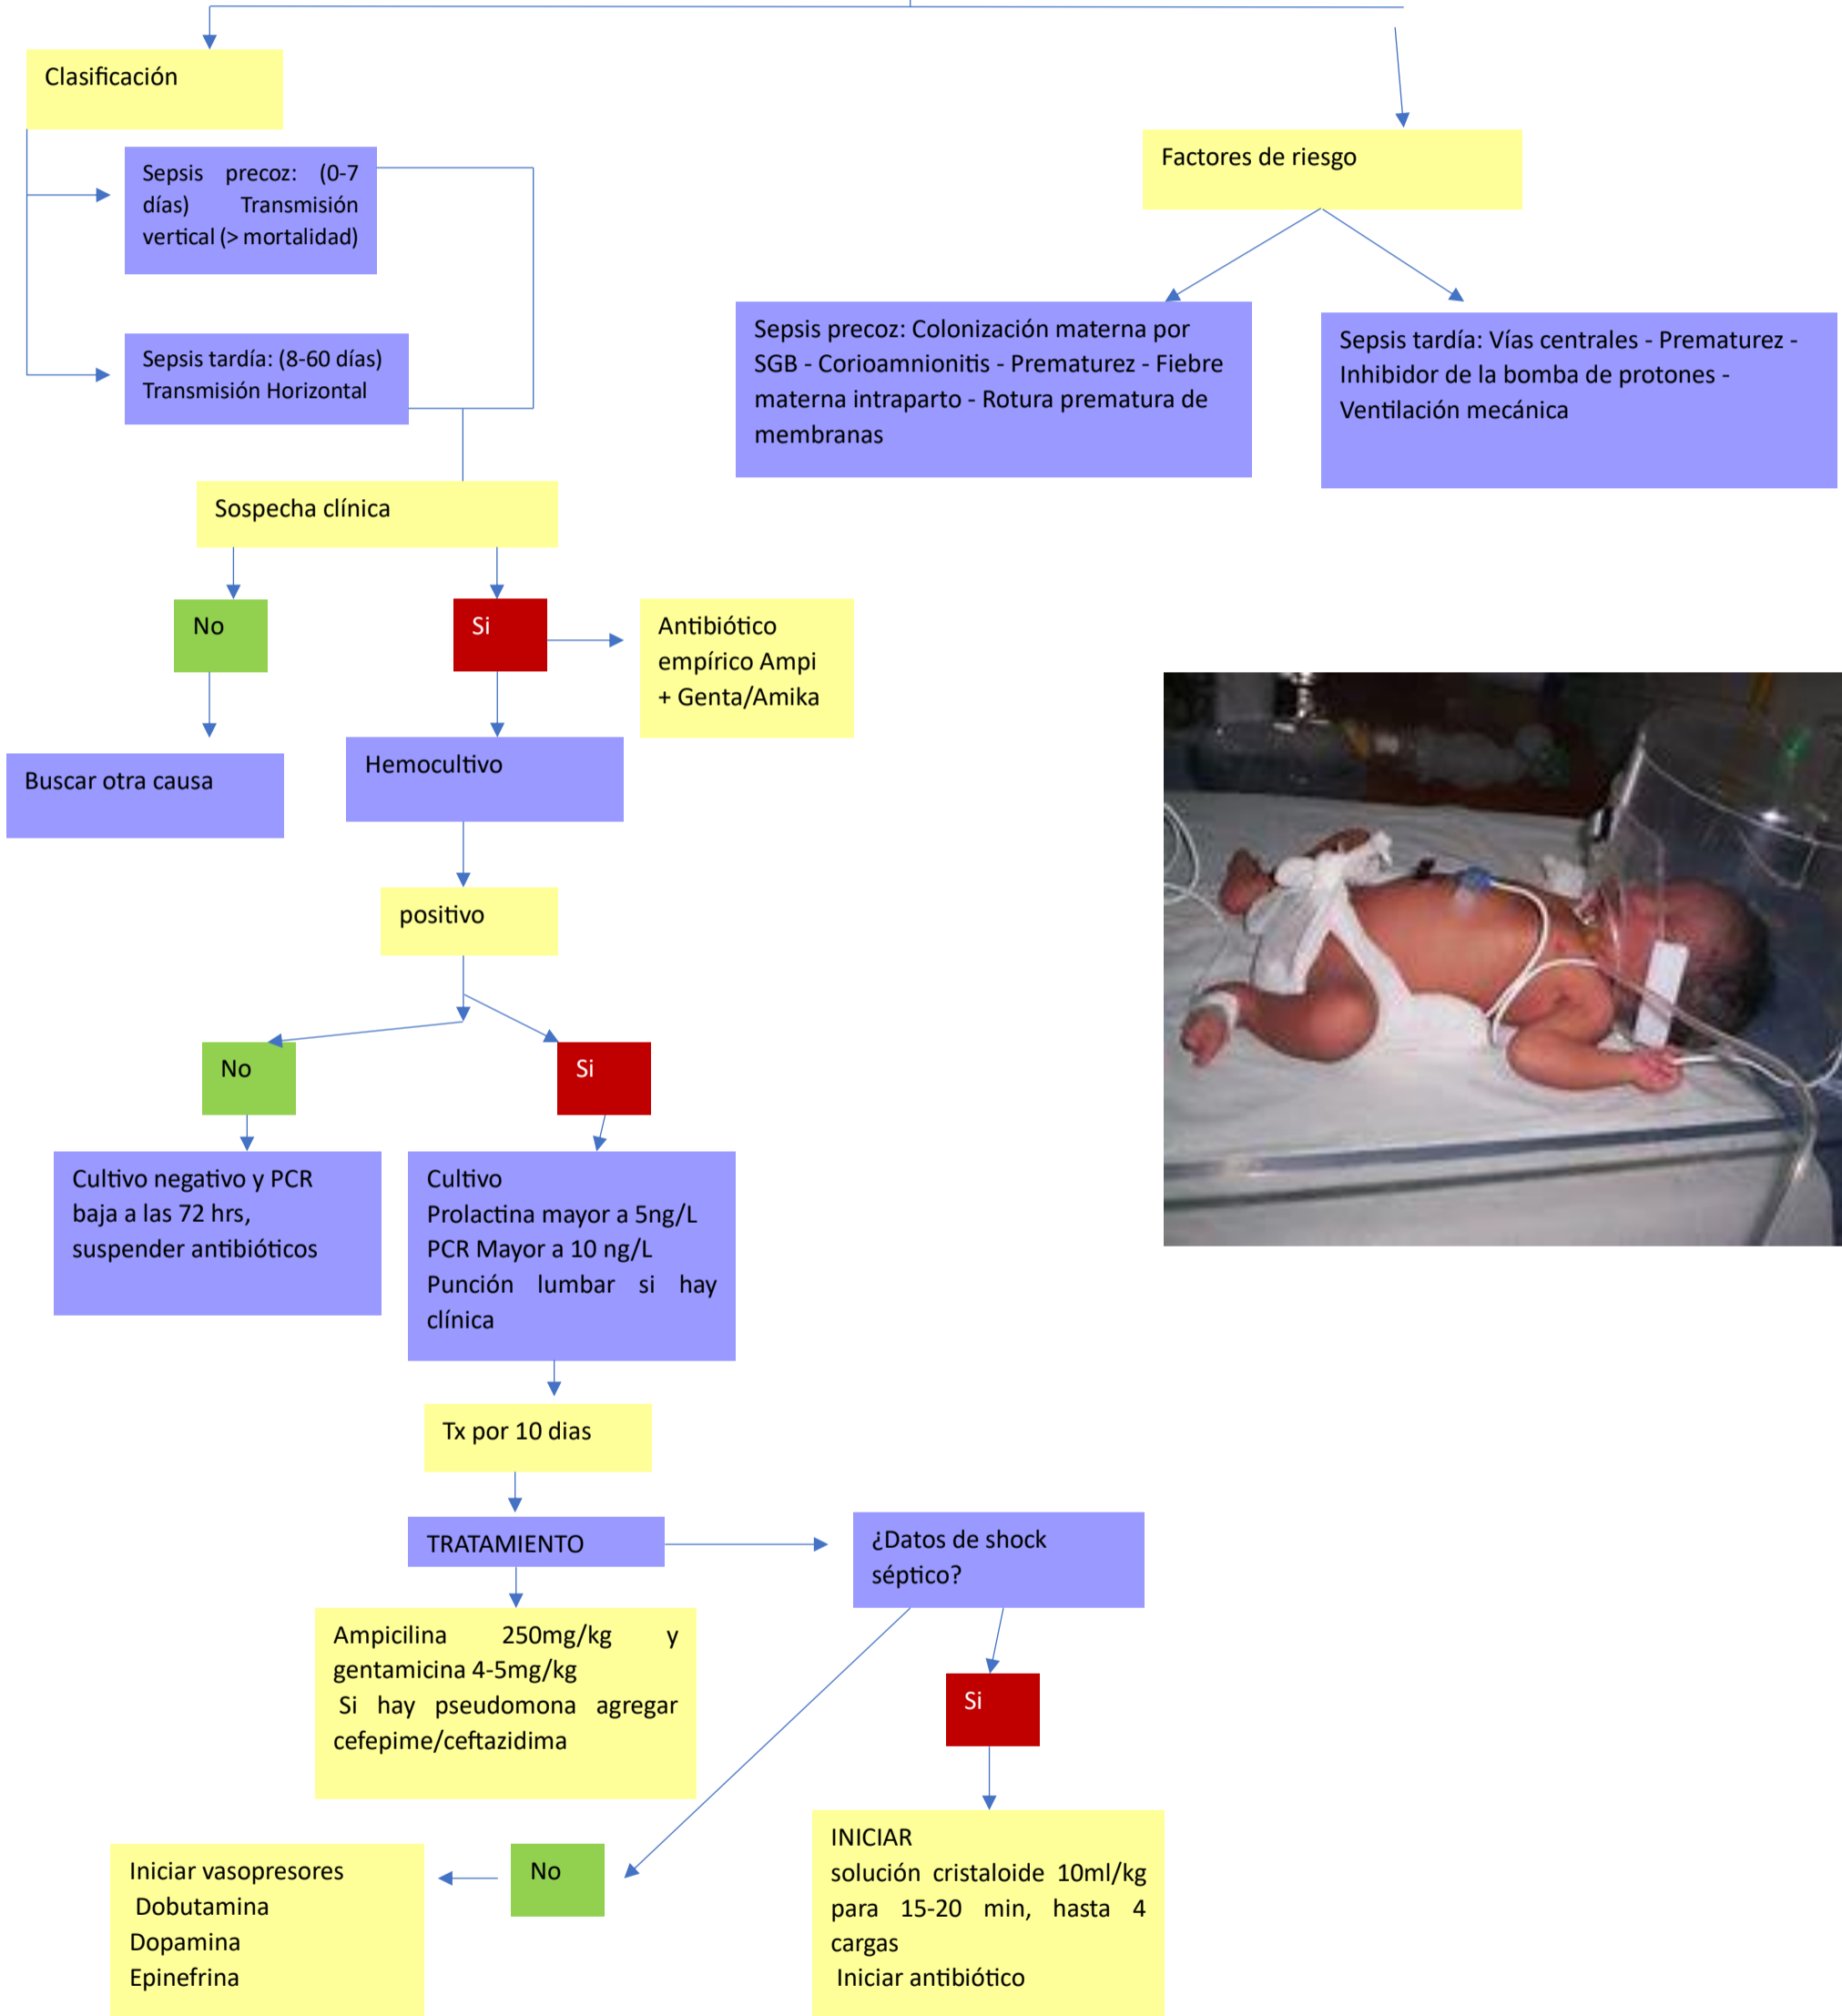 Clasificación
Sepsis precoz: (0-7
días) Transmisión
vertical (> mortalidad)
Sepsis tardía: (8-60 días)
Transmisión Horizontal
Factores de riesgo
Sepsis precoz: Colonización materna por
SGB - Corioamnionitis - Prematurez - Fiebre
materna intraparto - Rotura prematura de
membranas
Sepsis tardía: Vías centrales - Prematurez -
Inhibidor de la bomba de protones -
Ventilación mecánica
Sospecha clínica
No
Si
Antibiótico
empírico Ampi
+ Genta/Amika
Buscar otra causa
Hemocultivo
positivo
No
Si
Cultivo negativo y PCR
baja a las 72 hrs,
suspender antibióticos
Cultivo
Prolactina mayor a 5ng/L
PCR Mayor a 10 ng/L
Punción lumbar si hay
clínica
Tx por 10 dias
TRATAMIENTO
¿Datos de shock
séptico?
Ampicilina 250mg/kg y
gentamicina 4-5mg/kg
Si hay pseudomona agregar
cefepime/ceftazidima
Si
No
Iniciar vasopresores
Dobutamina
Dopamina
Epinefrina
INICIAR
solución cristaloide 10ml/kg
para 15-20 min, hasta 4
cargas
Iniciar antibiótico